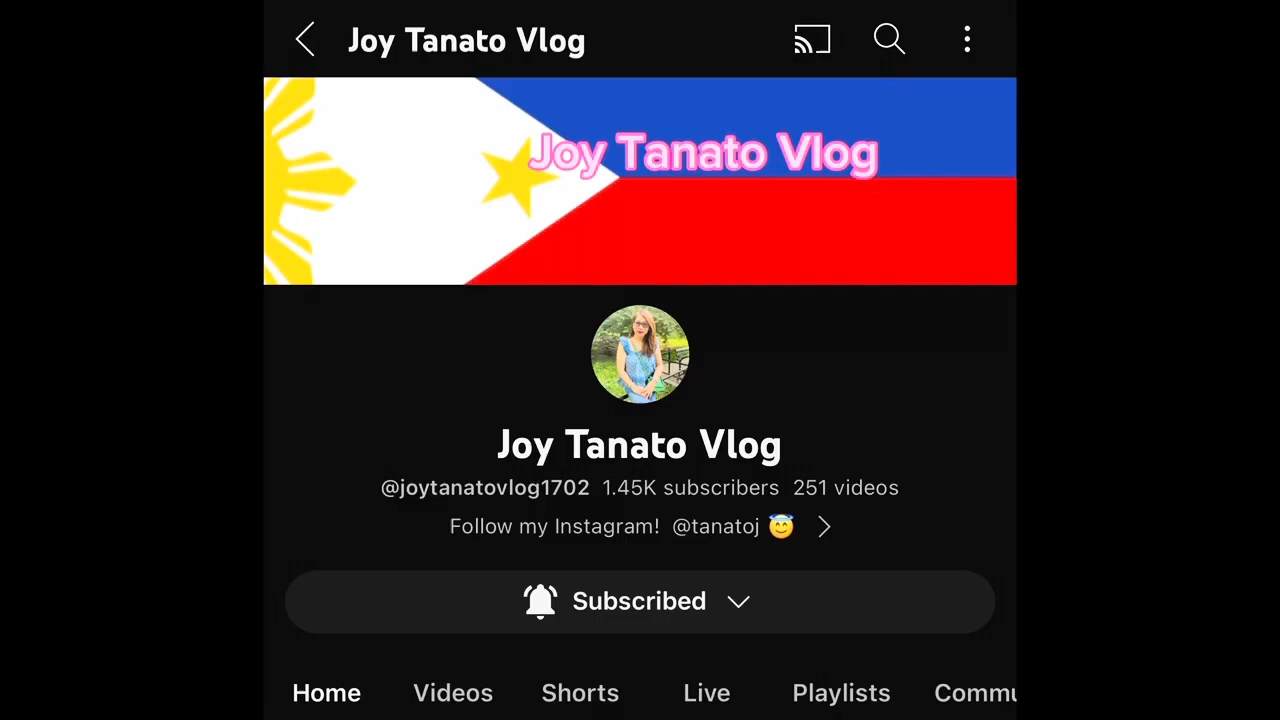 Joy Tanato Vlog
Joy Tanato Vlog
Joy Tanato Vlog
@joytanatovlog1702 1.45K subscribers 251 videos
Follow my Instagram! @tanatoj 😇
Subscribed
Home Videos Shorts Live Playlists Commu